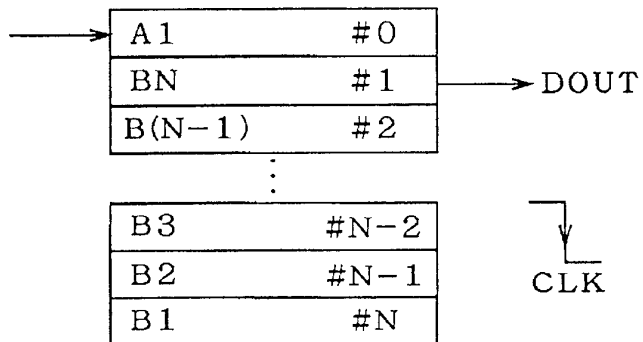 A1 #0
BN #1 DOUT
B(N-1) #2
B3 #N-2
B2 #N-1
CLK
B1 #N